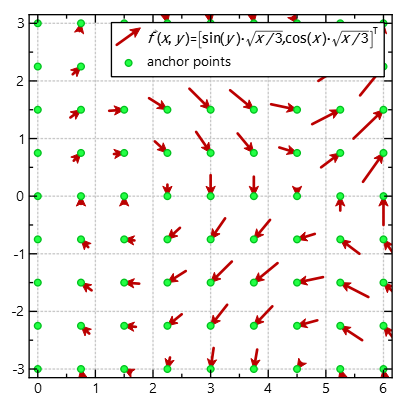 f⃗(x, y)=[sin(y)·√x/3,cos(x)·√x/3]ᵀ
anchor points
3
2
1
0
-1
-2
-3
0 1 2 3 4 5 6